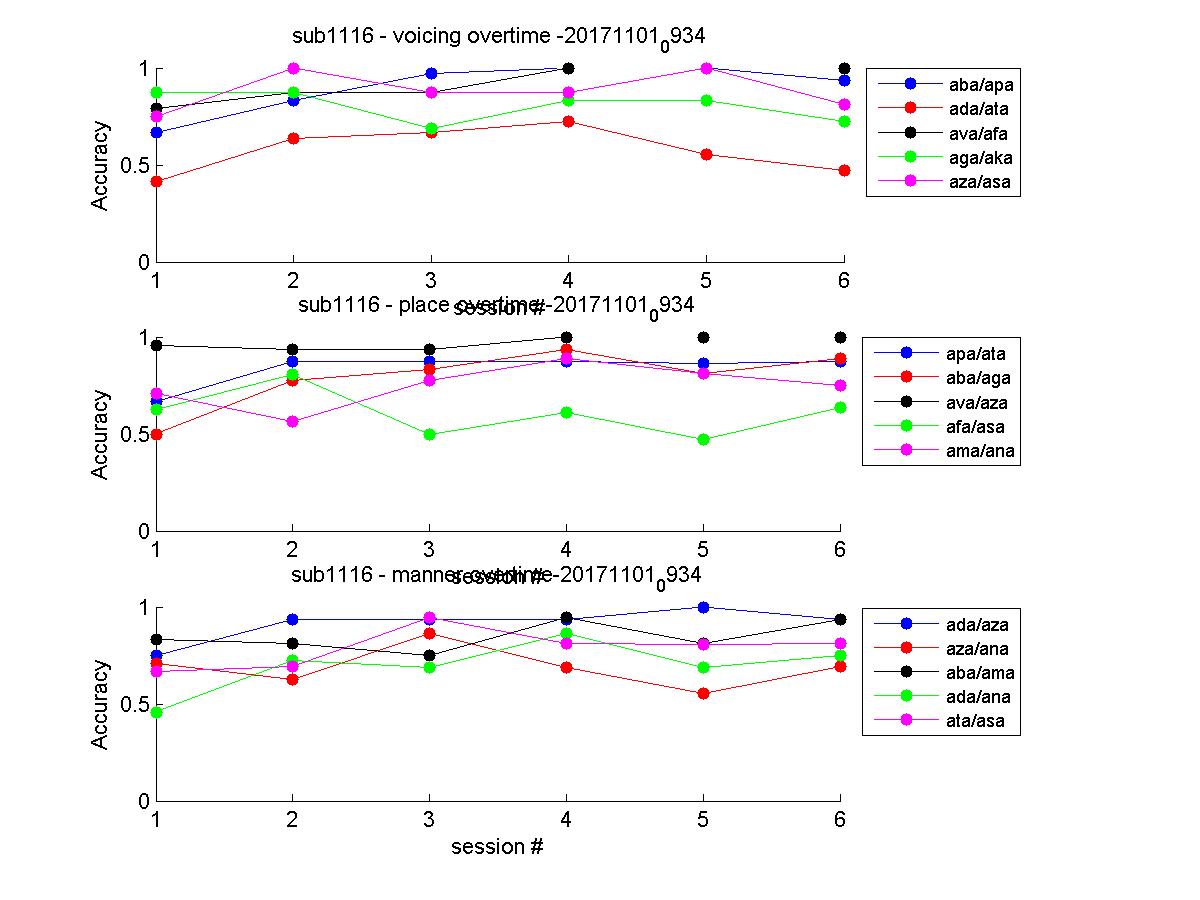 sub1116 - voicing overtime -20171101₀934
1
0.5
0
Accuracy
1 2 3 4 5 6
session #
aba/apa
ada/ata
ava/afa
aga/aka
aza/asa
sub1116 - place overtime -20171101₀934
1
0.5
0
Accuracy
1 2 3 4 5 6
session #
apa/ata
aba/aga
ava/aza
afa/asa
ama/ana
sub1116 - manner overtime -20171101₀934
1
0.5
0
Accuracy
1 2 3 4 5 6
session #
ada/aza
aza/ana
aba/ama
ada/ana
ata/asa